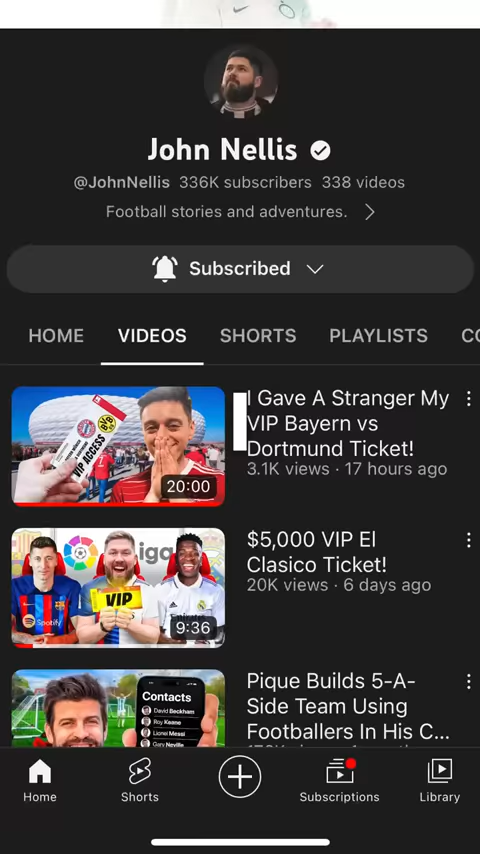 John Nellis
@JohnNellis 336K subscribers 338 videos
Football stories and adventures.
Subscribed
HOME VIDEOS SHORTS PLAYLISTS CO
VIP ACCESS
20:00
I Gave A Stranger My
VIP Bayern vs
Dortmund Ticket!
3.1K views · 17 hours ago
Spotify
VIP
9:36
$5,000 VIP El
Clasico Ticket!
20K views · 6 days ago
Contacts
David Beckham
Roy Keane
Lionel Messi
Gary Neville
Pique Builds 5-A-
Side Team Using
Footballers In His C...
Home Shorts Subscriptions Library